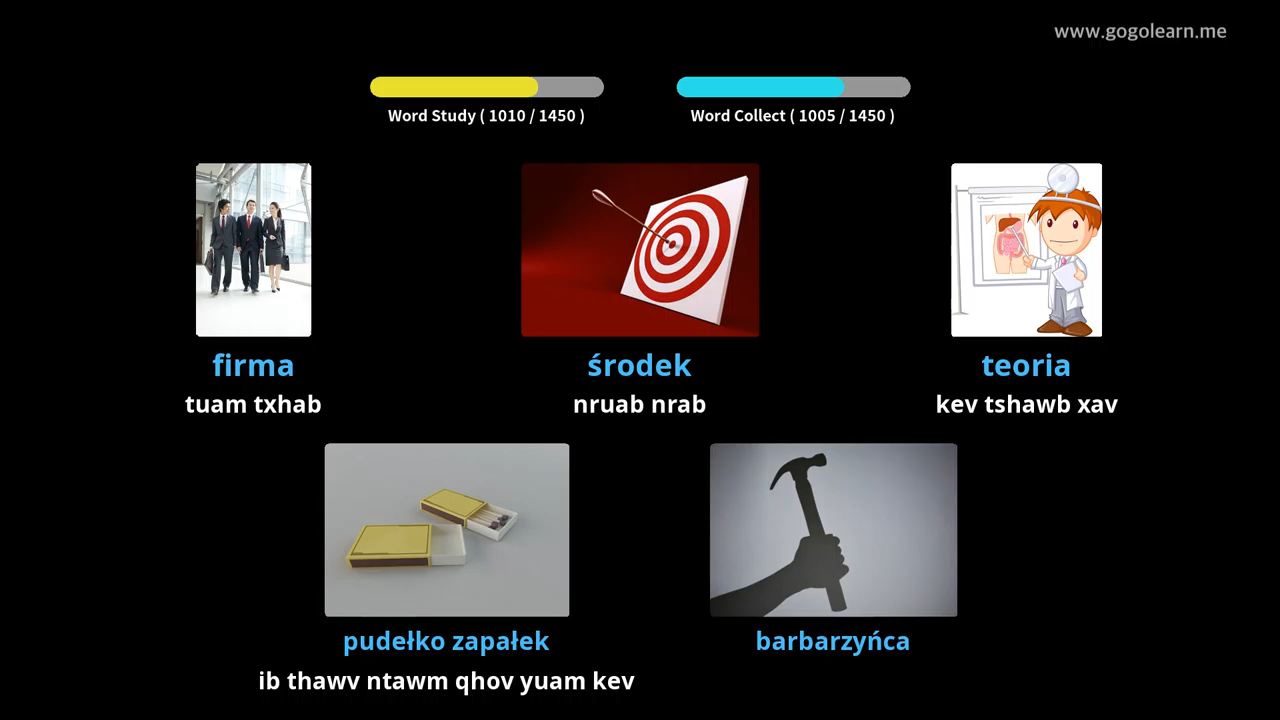 www.gogolearn.me
Word Study ( 1010 / 1450 )
Word Collect ( 1005 / 1450 )
firma
środek
teoria
tuam txhab
nruab nrab
kev tshawb xav
pudełko zapałek
barbarzyńca
ib thawv ntawm qhov yuam kev